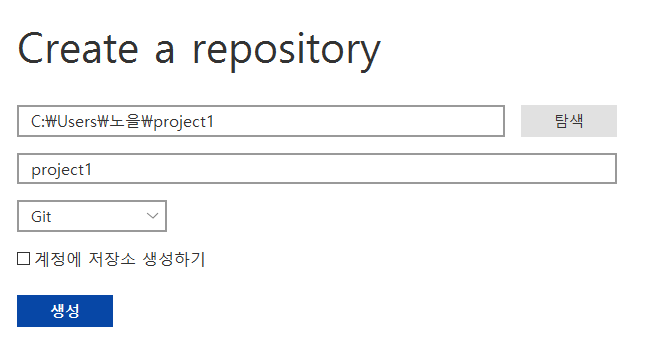 Create a repository
C:₩Users₩노을₩project1
탐색
project1
Git
계정에 저장소 생성하기
생성